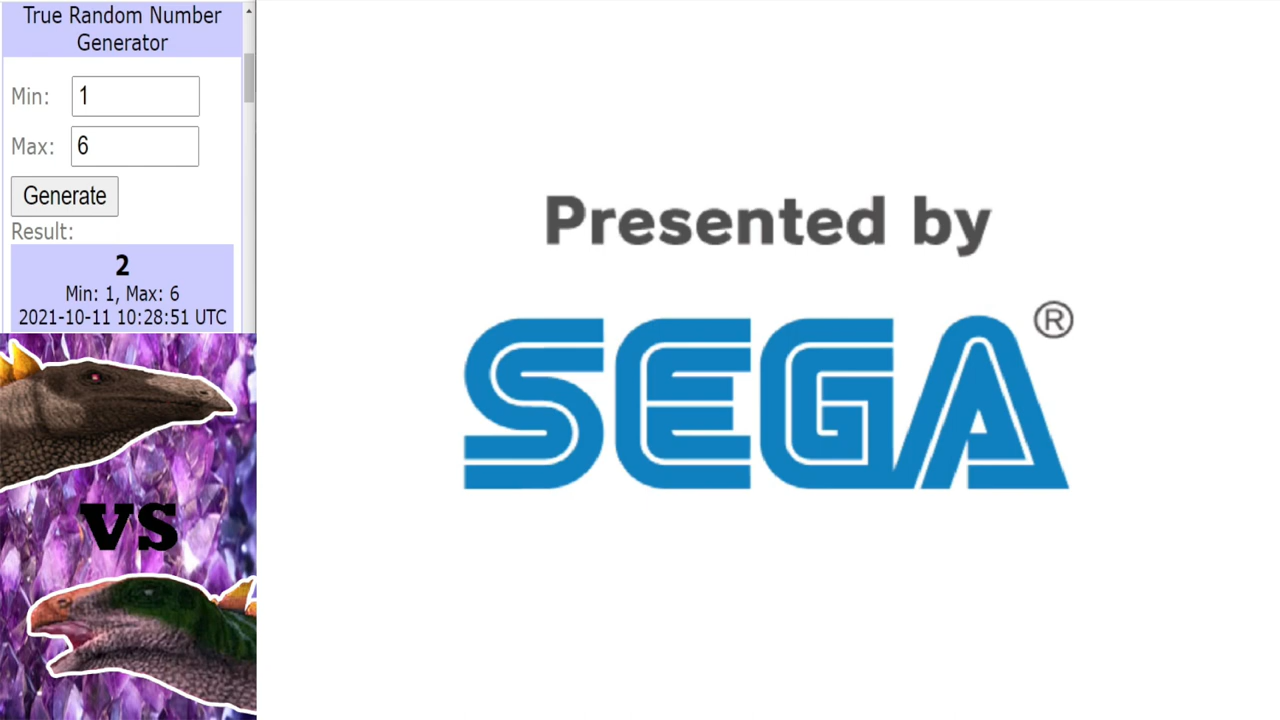 True Random Number
Generator
Min: 1
Max: 6
Generate
Result:
2
Min: 1, Max: 6
2021-10-11 10:28:51 UTC
vs
Presented by
SEGA®